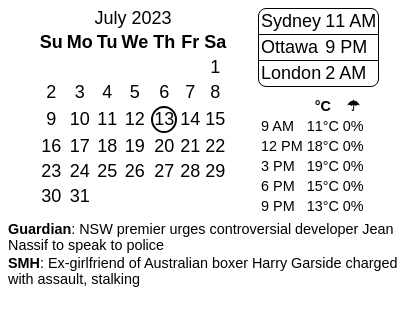 July 2023
Su Mo Tu We Th Fr Sa
1
2 3 4 5 6 7 8
9 10 11 12 13 14 15
16 17 18 19 20 21 22
23 24 25 26 27 28 29
30 31
Sydney 11 AM
Ottawa 9 PM
London 2 AM
°C ☂
9 AM 11°C 0%
12 PM 18°C 0%
3 PM 19°C 0%
6 PM 15°C 0%
9 PM 13°C 0%
Guardian: NSW premier urges controversial developer Jean
Nassif to speak to police
SMH: Ex-girlfriend of Australian boxer Harry Garside charged
with assault, stalking